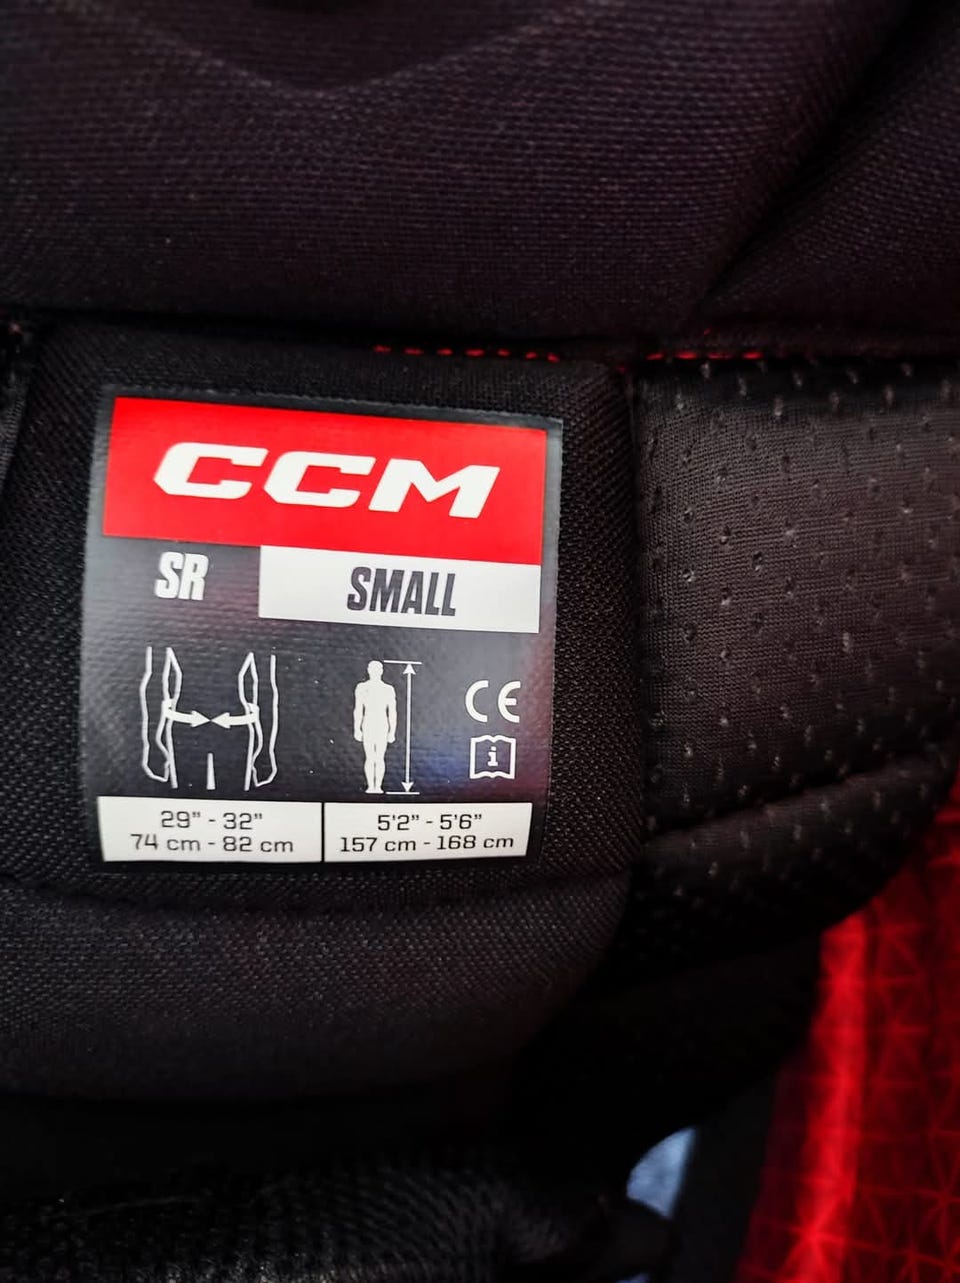 CCM
SR SMALL
CE
i
29" - 32"
74 cm - 82 cm
5'2" - 5'6"
157 cm - 168 cm